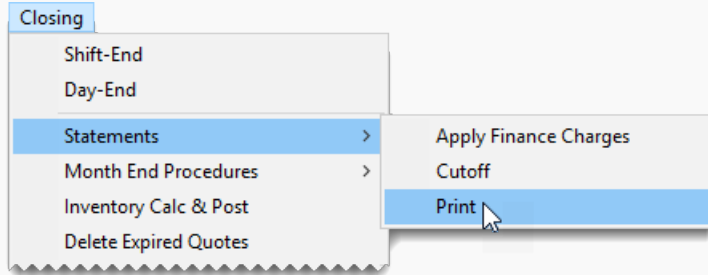 Closing
Shift-End
Day-End
Statements
Month End Procedures
Inventory Calc & Post
Delete Expired Quotes
Apply Finance Charges
Cutoff
Print